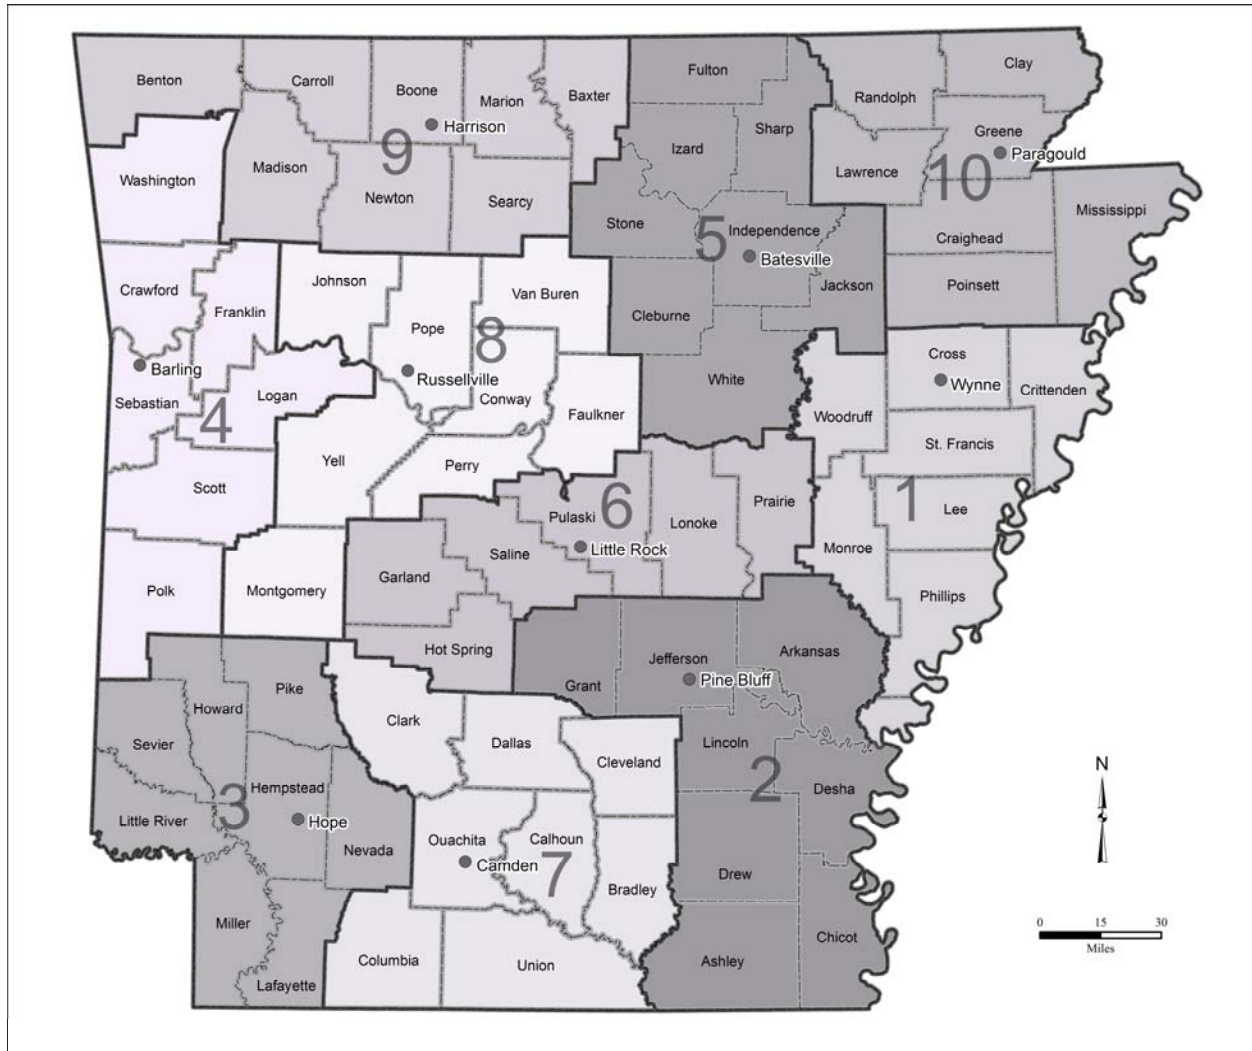 Benton
Carroll
Boone
Marion
Baxter
Fulton
Sharp
Randolph
Clay
Harrison
Greene
Paragould
Izard
Lawrence
Madison
9
10
Washington
Newton
Searcy
Stone
5
Independence
Batesville
Mississippi
Craighead
Crawford
Franklin
Johnson
Van Buren
Jackson
Poinsett
Cleburne
Pope
8
Barling
Russellville
White
Cross
Wynne
Crittenden
Sebastian
Logan
Conway
Faulkner
Woodruff
4
St. Francis
Yell
Perry
Scott
Pulaski
6
Prairie
Lonoke
1
Lee
Little Rock
Saline
Monroe
Garland
Polk
Montgomery
Phillips
Hot Spring
Jefferson
Arkansas
Pine Bluff
Grant
Pike
Howard
Clark
Sevier
Dallas
Lincoln
Cleveland
2
Desha
N
Hempstead
3
Little River
Hope
Nevada
Ouachita
Camden
Calhoun
7
Bradley
Drew
Miller
Chicot
Columbia
Union
Ashley
Lafayette
0 15 30
Miles